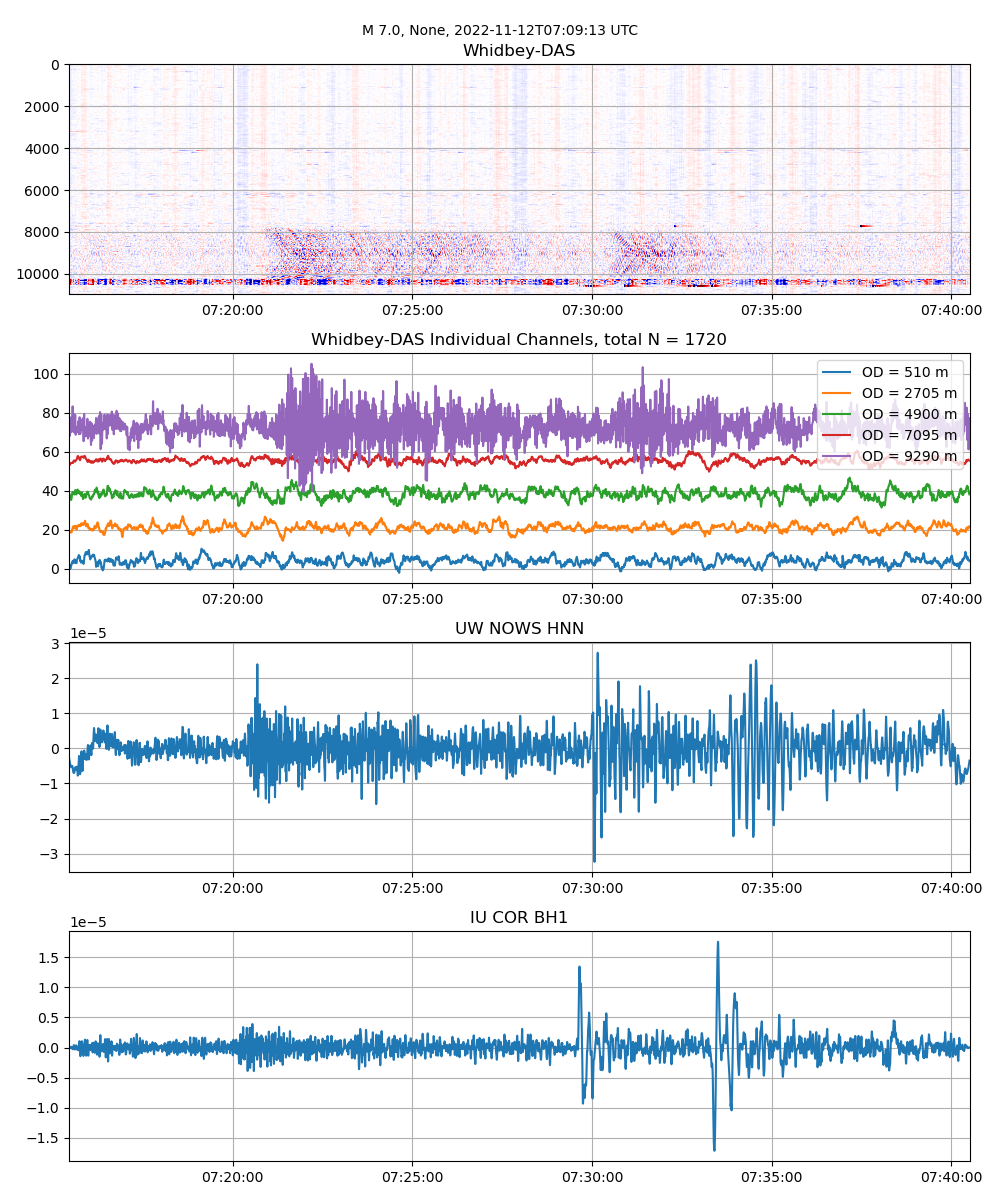 M 7.0, None, 2022-11-12T07:09:13 UTC
Whidbey-DAS
0
2000
4000
6000
8000
10000
07:20:00 07:25:00 07:30:00 07:35:00 07:40:00
Whidbey-DAS Individual Channels, total N = 1720
100
80
60
40
20
0
OD = 510 m
OD = 2705 m
OD = 4900 m
OD = 7095 m
OD = 9290 m
07:20:00 07:25:00 07:30:00 07:35:00 07:40:00
UW NOWS HNN
1e−5
3
2
1
0
−1
−2
−3
07:20:00 07:25:00 07:30:00 07:35:00 07:40:00
IU COR BH1
1e−5
1.5
1.0
0.5
0.0
−0.5
−1.0
−1.5
07:20:00 07:25:00 07:30:00 07:35:00 07:40:00